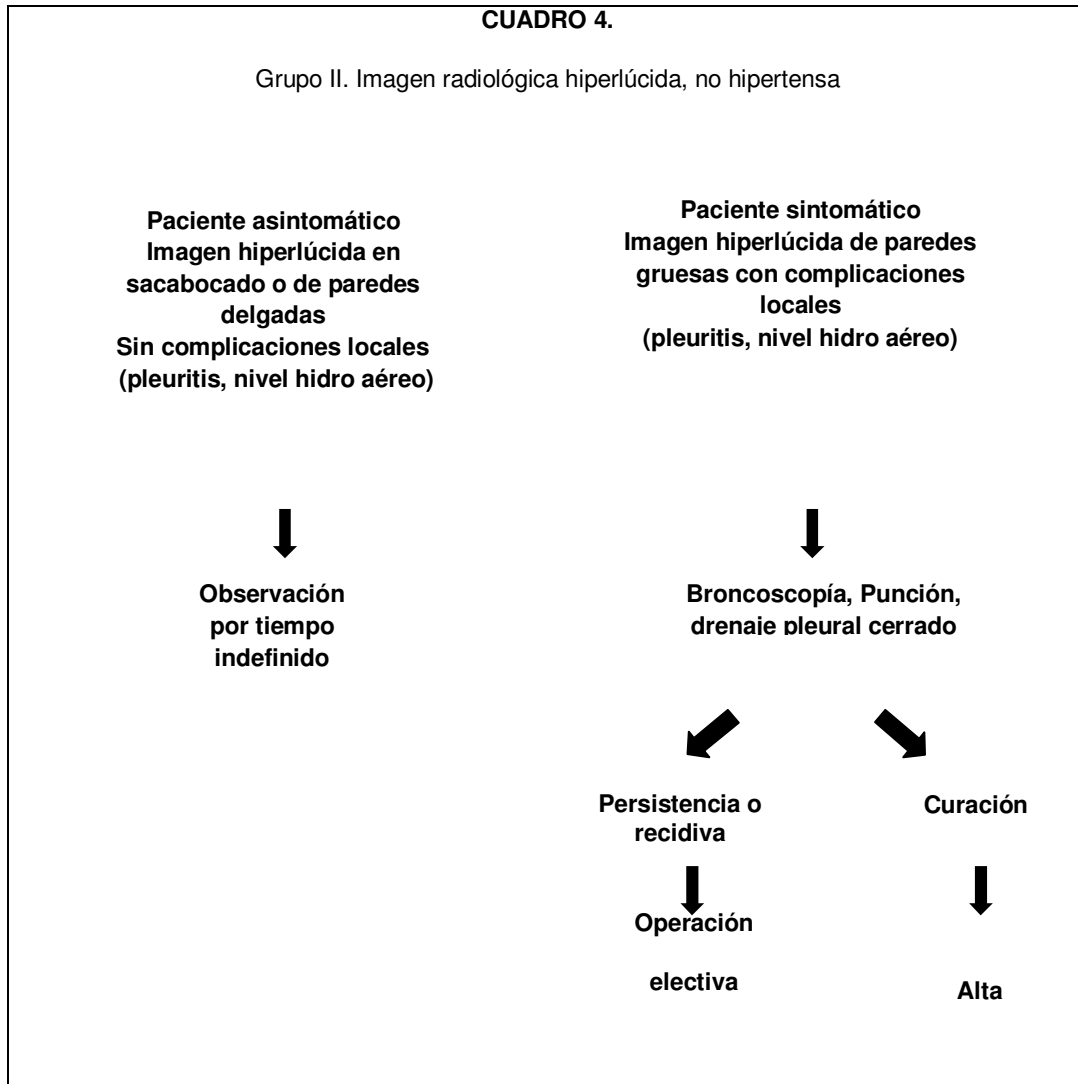 CUADRO 4.
Grupo II. Imagen radiológica hiperlúcida, no hipertensa
Paciente asintomático
Imagen hiperlúcida en
sacabocado o de paredes
delgadas
Sin complicaciones locales
(pleuritis, nivel hidro aéreo)
Paciente sintomático
Imagen hiperlúcida de paredes
gruesas con complicaciones
locales
(pleuritis, nivel hidro aéreo)
Observación
por tiempo
indefinido
Broncoscopía, Punción,
drenaje pleural cerrado
Persistencia o
recidiva
Curación
Operación
electiva
Alta